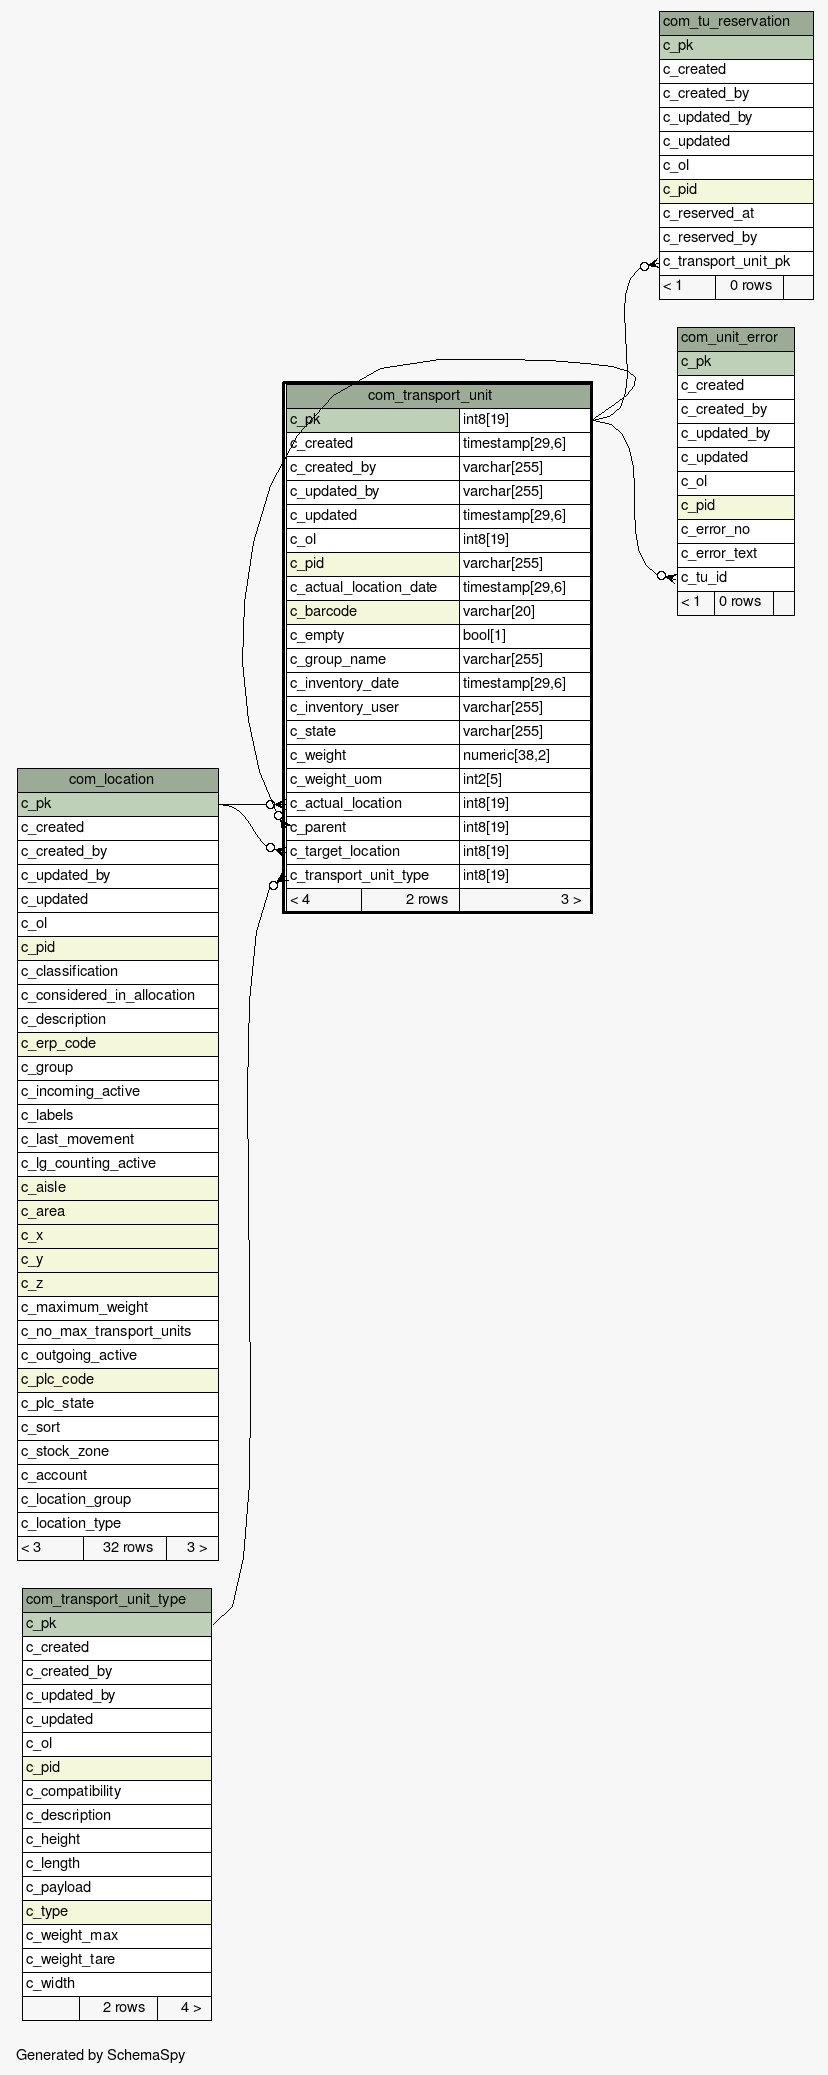 com_tu_reservation
c_pk
c_created
c_created_by
c_updated_by
c_updated
c_ol
c_pid
c_reserved_at
c_reserved_by
c_transport_unit_pk
< 1 0 rows
com_unit_error
c_pk
c_created
c_created_by
c_updated_by
c_updated
c_ol
c_pid
c_error_no
c_error_text
c_tu_id
< 1 0 rows
com_transport_unit
c_pk int8[19]
c_created timestamp[29,6]
c_created_by varchar[255]
c_updated_by varchar[255]
c_updated timestamp[29,6]
c_ol int8[19]
c_pid varchar[255]
c_actual_location_date timestamp[29,6]
c_barcode varchar[20]
c_empty bool[1]
c_group_name varchar[255]
c_inventory_date timestamp[29,6]
c_inventory_user varchar[255]
c_state varchar[255]
c_weight numeric[38,2]
c_weight_uom int2[5]
c_actual_location int8[19]
c_parent int8[19]
c_target_location int8[19]
c_transport_unit_type int8[19]
< 4 2 rows 3 >
com_location
c_pk
c_created
c_created_by
c_updated_by
c_updated
c_ol
c_pid
c_classification
c_considered_in_allocation
c_description
c_erp_code
c_group
c_incoming_active
c_labels
c_last_movement
c_lg_counting_active
c_aisle
c_area
c_x
c_y
c_z
c_maximum_weight
c_no_max_transport_units
c_outgoing_active
c_plc_code
c_plc_state
c_sort
c_stock_zone
c_account
c_location_group
c_location_type
< 3 32 rows 3 >
com_transport_unit_type
c_pk
c_created
c_created_by
c_updated_by
c_updated
c_ol
c_pid
c_compatibility
c_description
c_height
c_length
c_payload
c_type
c_weight_max
c_weight_tare
c_width
2 rows 4 >
Generated by SchemaSpy